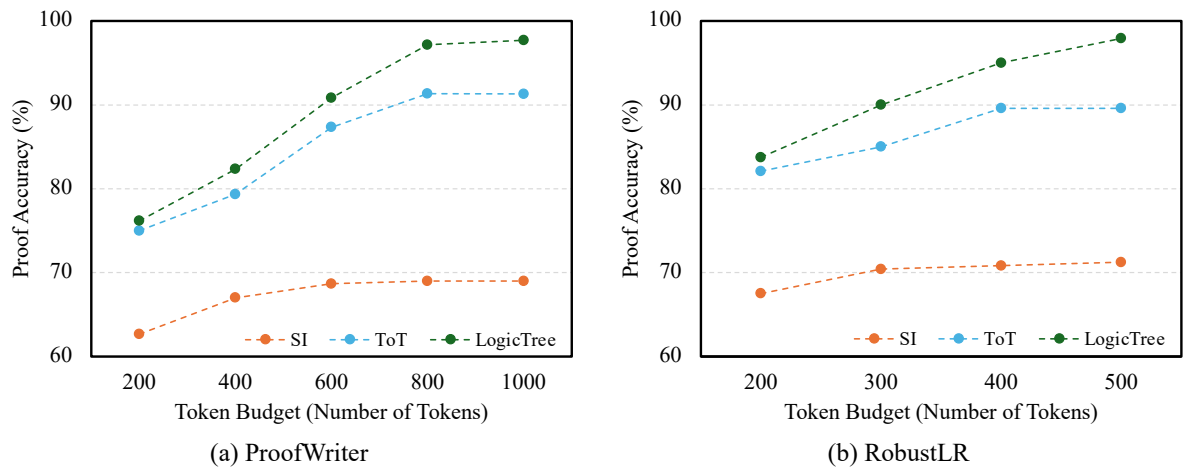 100
90
80
70
60
Proof Accuracy (%)
SI
ToT
LogicTree
200
400
600
800
1000
Token Budget (Number of Tokens)
(a) ProofWriter
100
90
80
70
60
Proof Accuracy (%)
SI
ToT
LogicTree
200
300
400
500
Token Budget (Number of Tokens)
(b) RobustLR